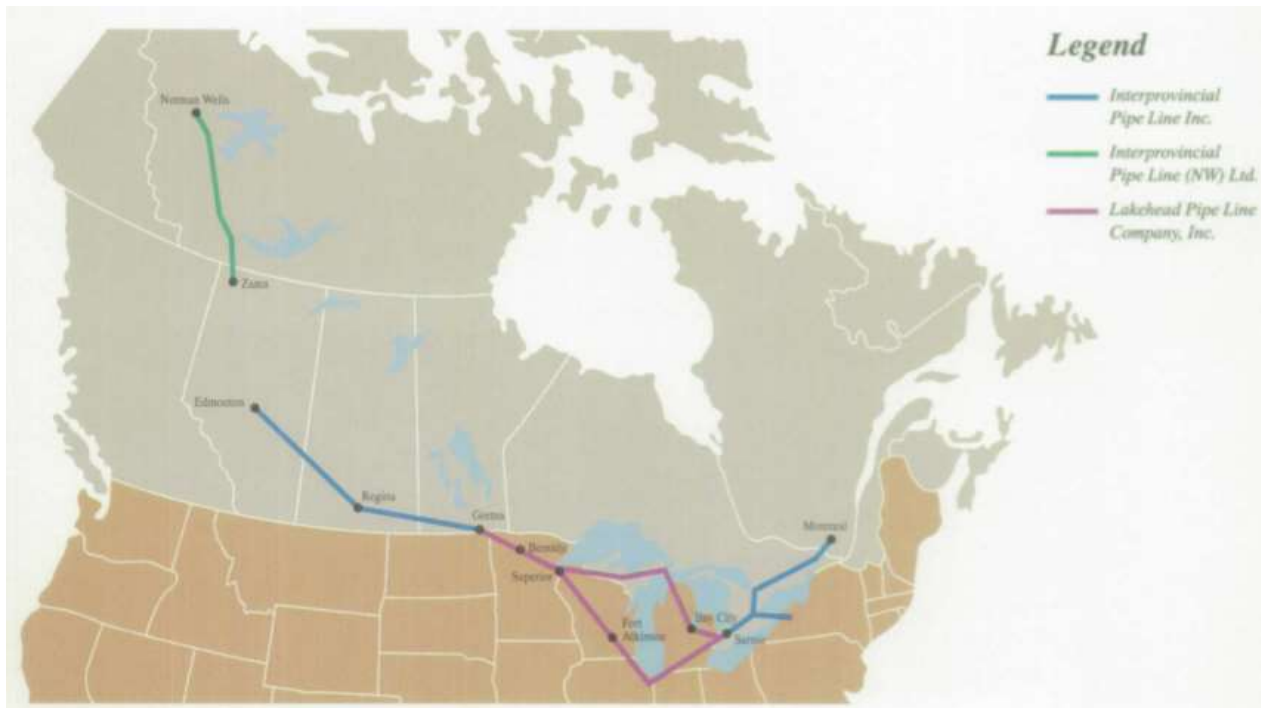 Legend
Interprovincial
Pipe Line Inc.
Interprovincial
Pipe Line (NW) Ltd.
Lakehead Pipe Line
Company, Inc.
Norman Wells
Zama
Edmonton
Regina
Gretna
Bemidji
Superior
Fort
Atkinson
Bay City
Sarnia
Montreal